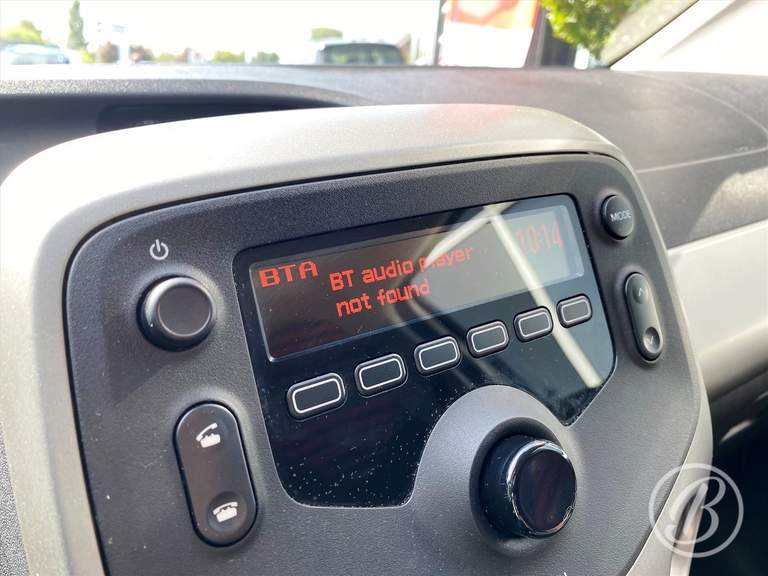 BTA
BT audio player
not found
10:14
MODE
B